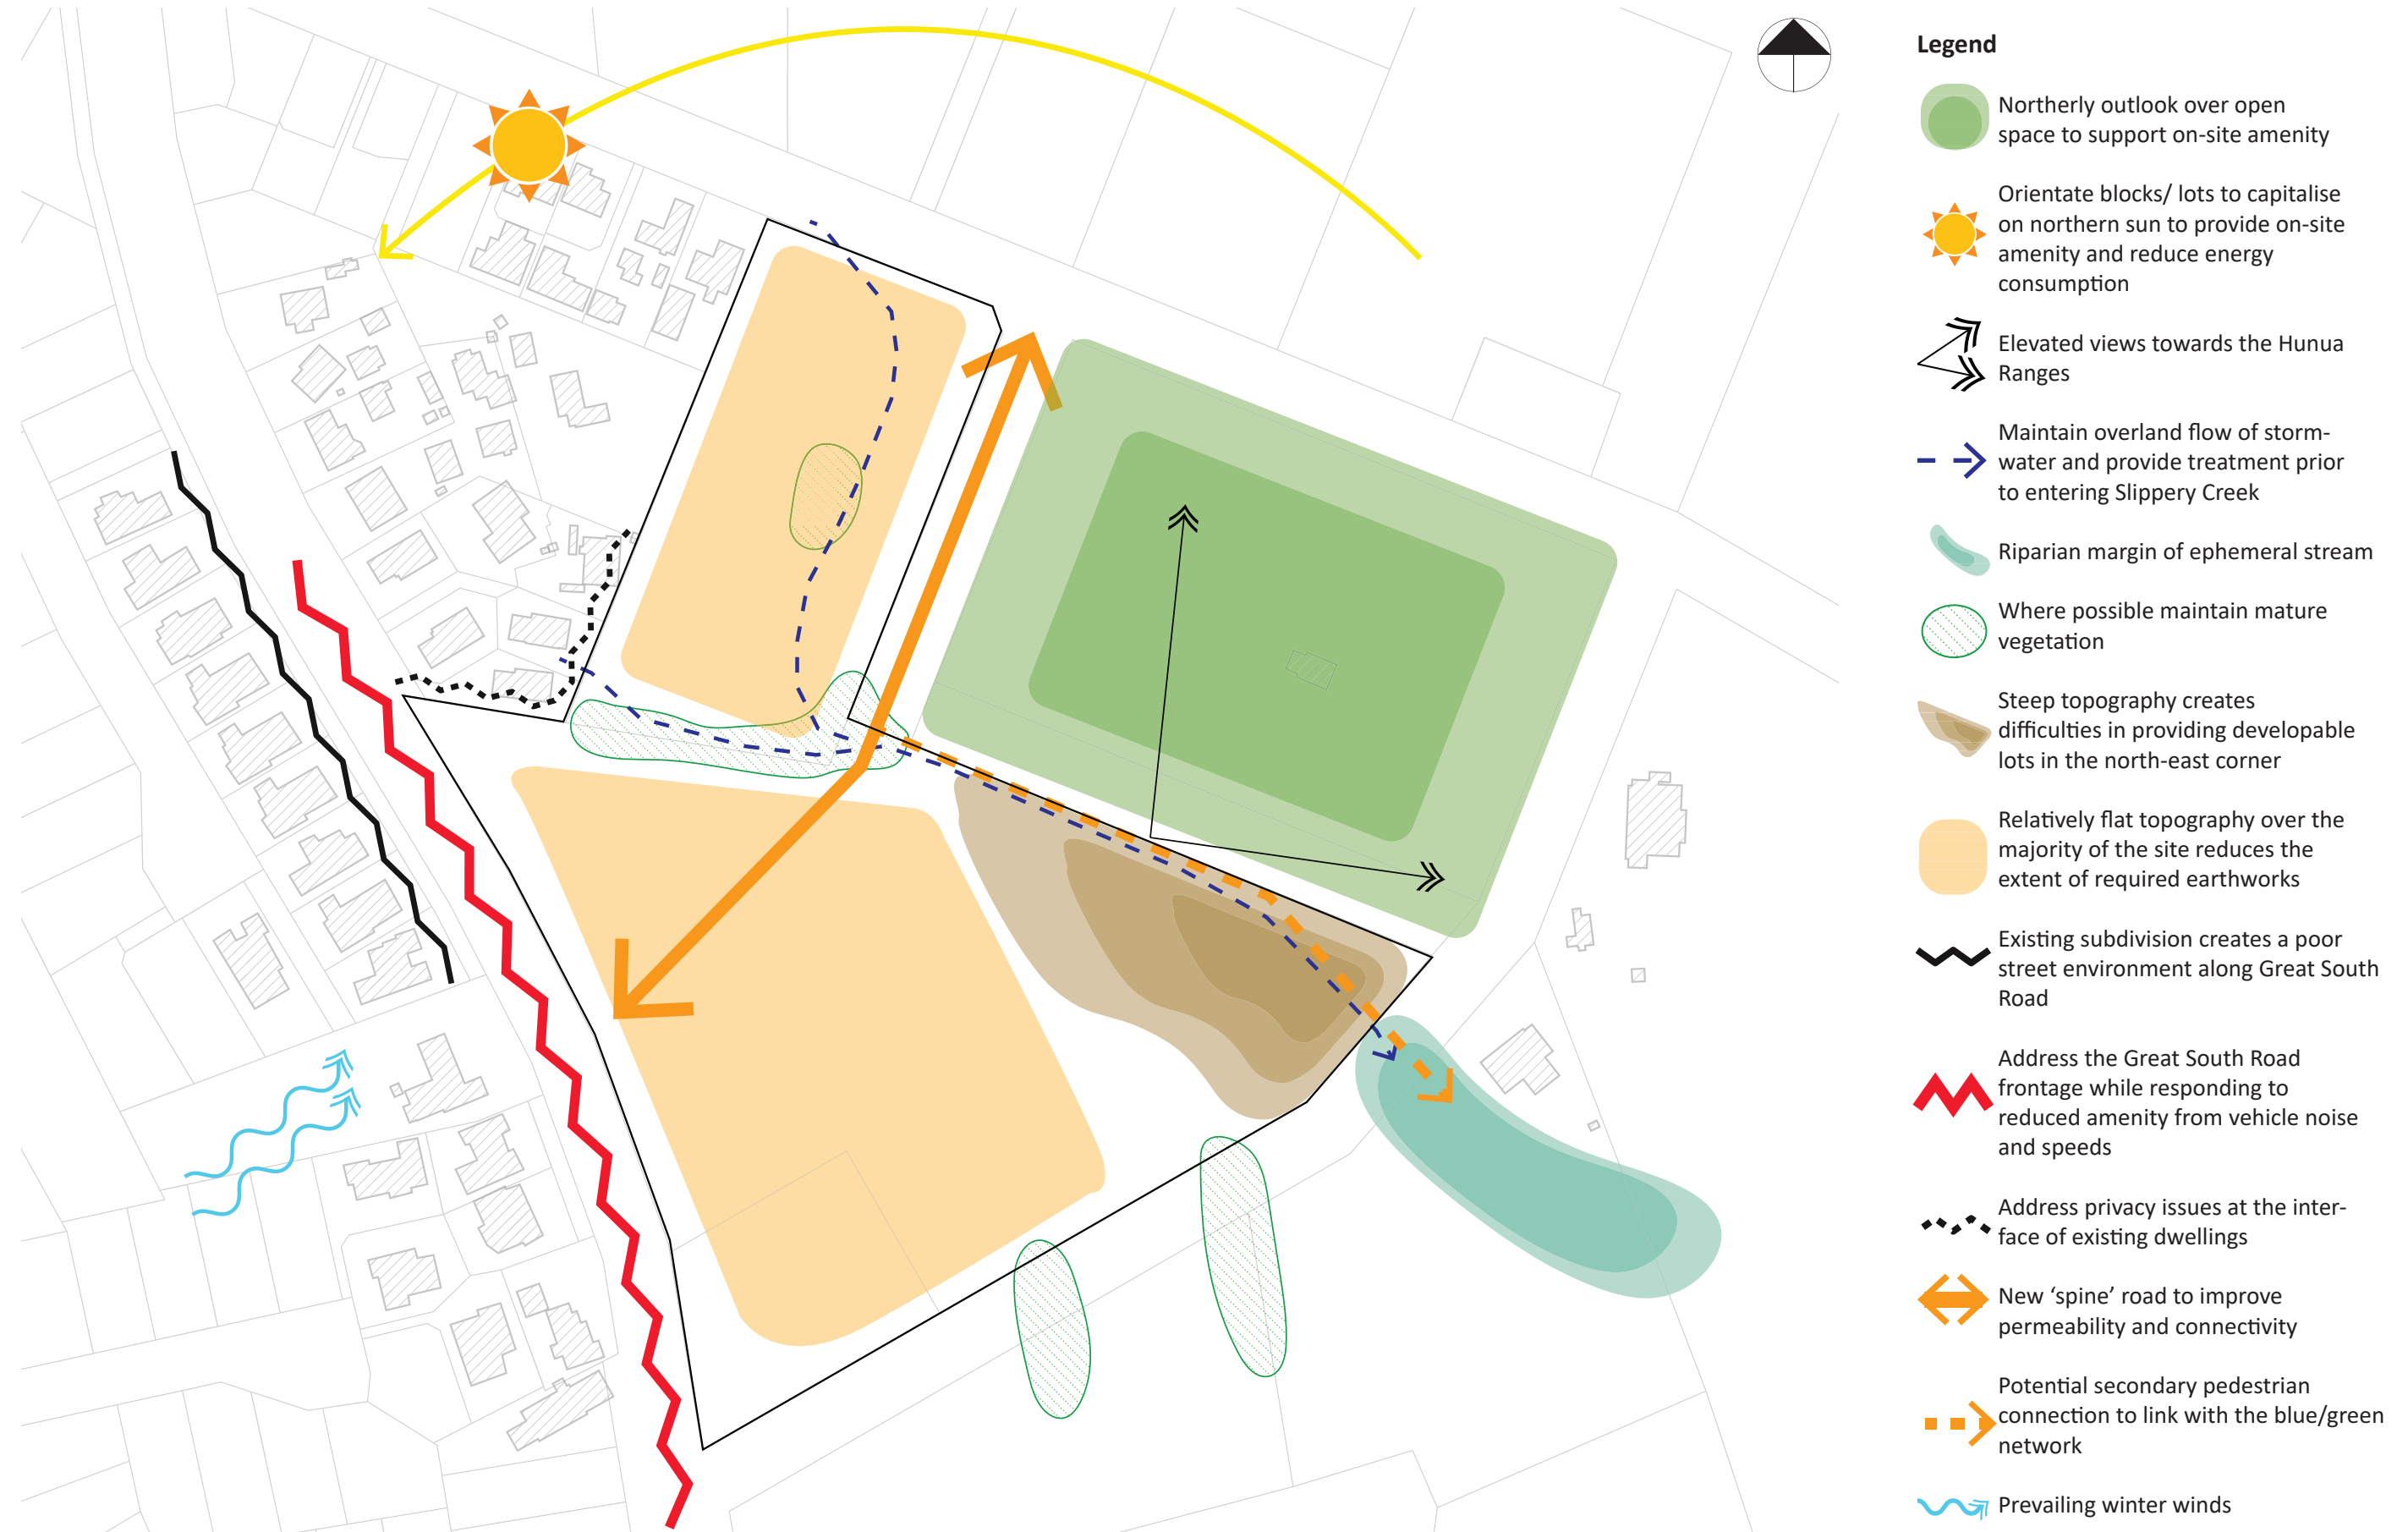 Legend
Northerly outlook over open
space to support on-site amenity
Orientate blocks/ lots to capitalise
on northern sun to provide on-site
amenity and reduce energy
consumption
Elevated views towards the Hunua
Ranges
Maintain overland flow of storm-
water and provide treatment prior
to entering Slippery Creek
Riparian margin of ephemeral stream
Where possible maintain mature
vegetation
Steep topography creates
difficulties in providing developable
lots in the north-east corner
Relatively flat topography over the
majority of the site reduces the
extent of required earthworks
Existing subdivision creates a poor
street environment along Great South
Road
Address the Great South Road
frontage while responding to
reduced amenity from vehicle noise
and speeds
Address privacy issues at the inter-
face of existing dwellings
New ‘spine’ road to improve
permeability and connectivity
Potential secondary pedestrian
connection to link with the blue/green
network
Prevailing winter winds